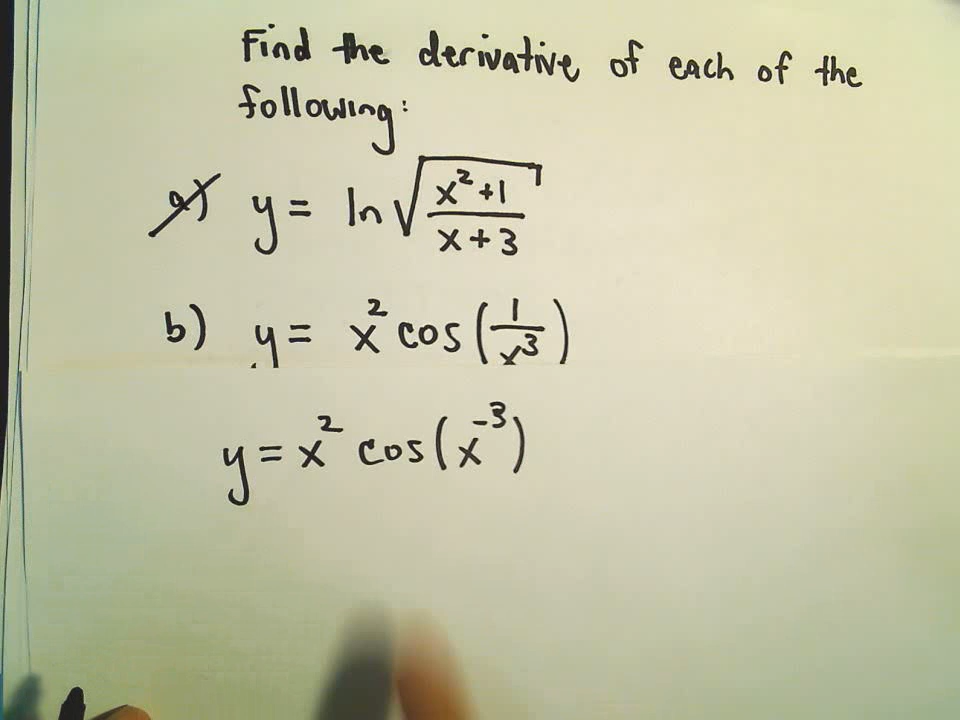 Find the derivative of each of the
following:
a) y = ln√((x²+1)/(x+3))
b) y = x² cos(1/x³)
y = x² cos(x⁻³)